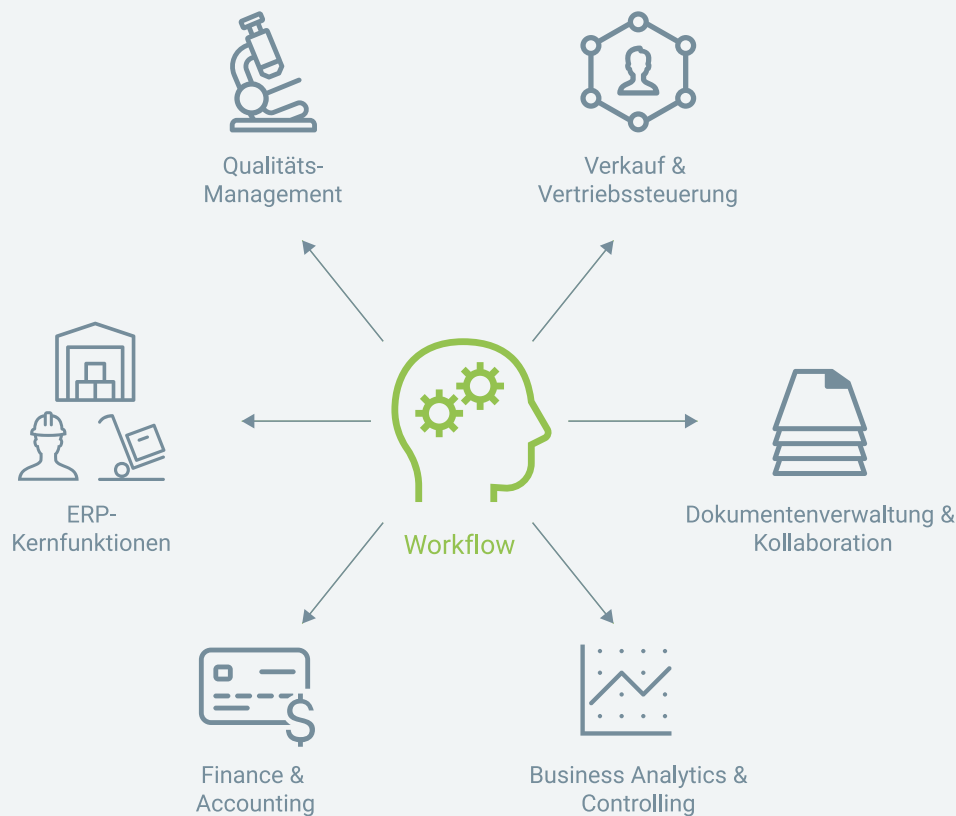 Qualitäts-
Management
Verkauf &
Vertriebssteuerung
ERP-
Kernfunktionen
Workflow
Dokumentenverwaltung &
Kollaboration
Finance &
Accounting
Business Analytics &
Controlling